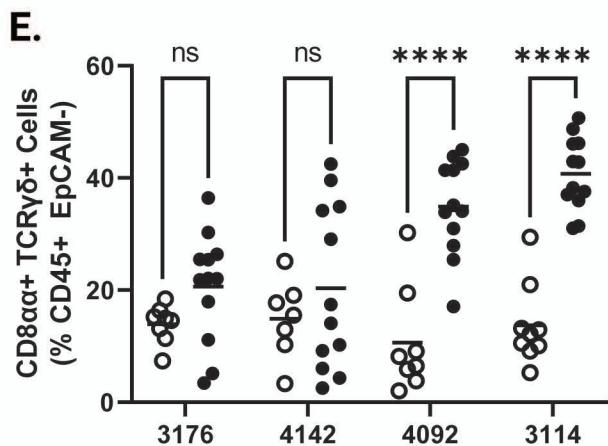 E.
ns ns **** ****
CD8αα+ TCRγδ+ Cells
(% CD45+ EpCAM-)
60
40
20
0
3176 4142 4092 3114